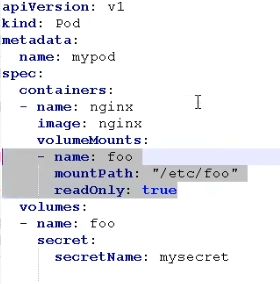 apiVersion: v1
kind: Pod
metadata:
  name: mypod
spec:
  containers:
  - name: nginx
    image: nginx
    volumeMounts:
    - name: foo
      mountPath: "/etc/foo"
      readOnly: true
  volumes:
  - name: foo
    secret:
      secretName: mysecret